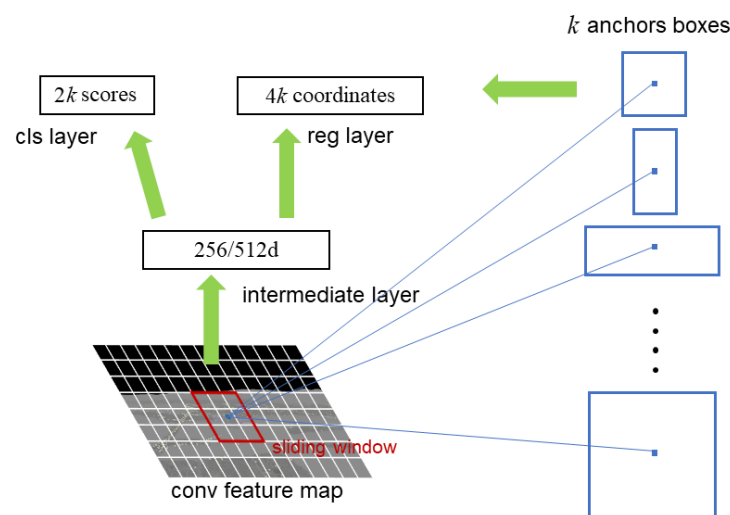 k anchors boxes
2k scores
4k coordinates
cls layer
reg layer
256/512d
intermediate layer
sliding window
conv feature map